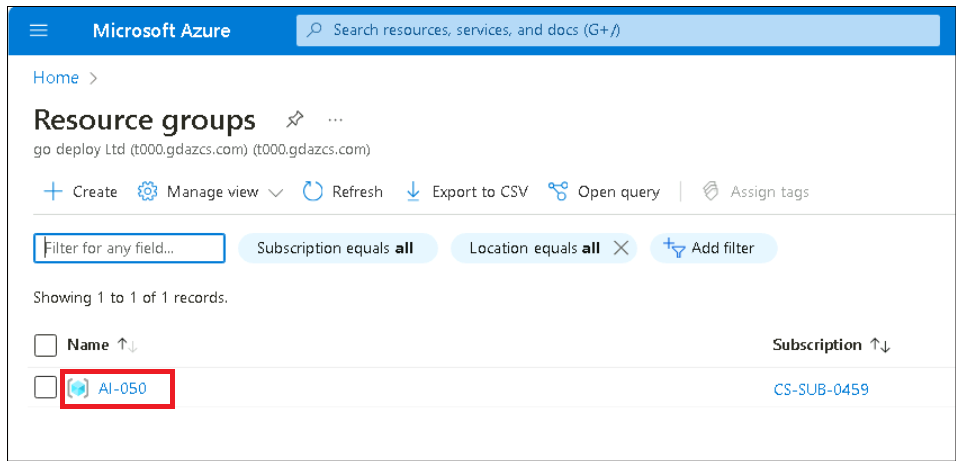 Microsoft Azure Search resources, services, and docs (G+/)
Home >
Resource groups ...
go deploy Ltd (t000.gdazcs.com) (t000.gdazcs.com)
+ Create Manage view Refresh Export to CSV Open query Assign tags
Filter for any field... Subscription equals all Location equals all Add filter
Showing 1 to 1 of 1 records.
Name ↑↓ Subscription ↑↓
AI-050 CS-SUB-0459